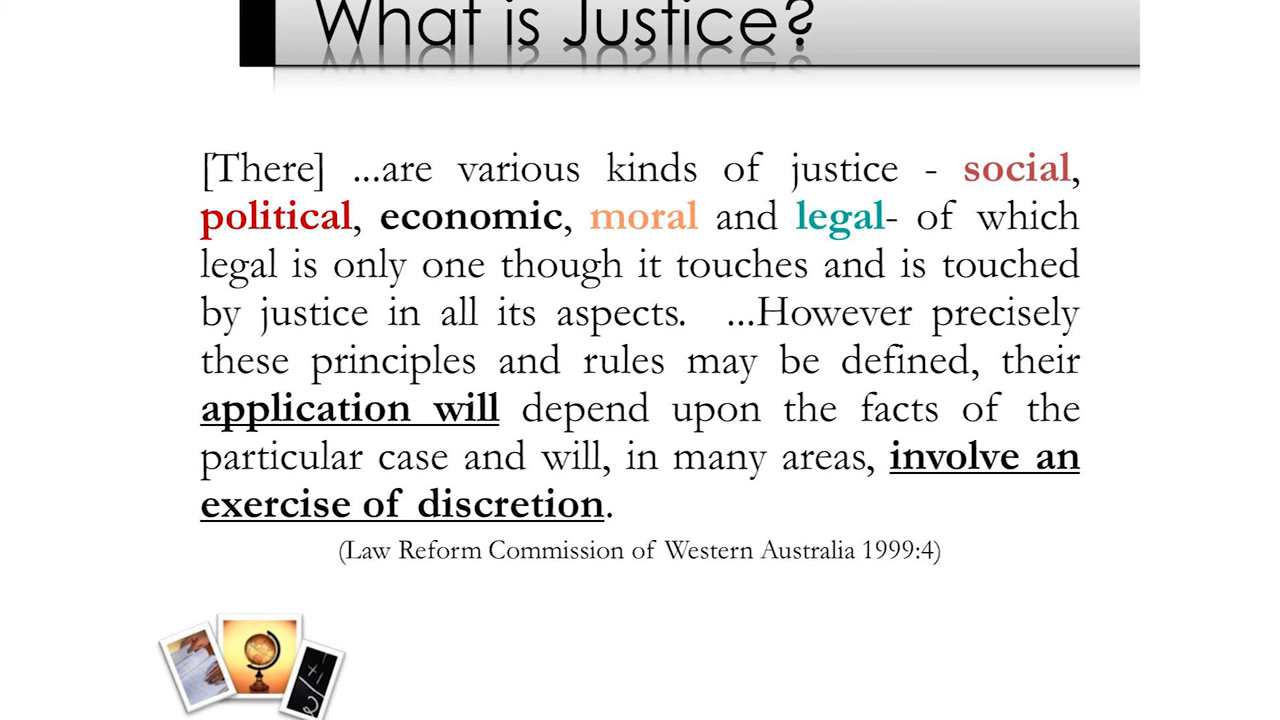 What is Justice?
[There] ...are various kinds of justice - social,
political, economic, moral and legal- of which
legal is only one though it touches and is touched
by justice in all its aspects. ...However precisely
these principles and rules may be defined, their
application will depend upon the facts of the
particular case and will, in many areas, involve an
exercise of discretion.
(Law Reform Commission of Western Australia 1999:4)